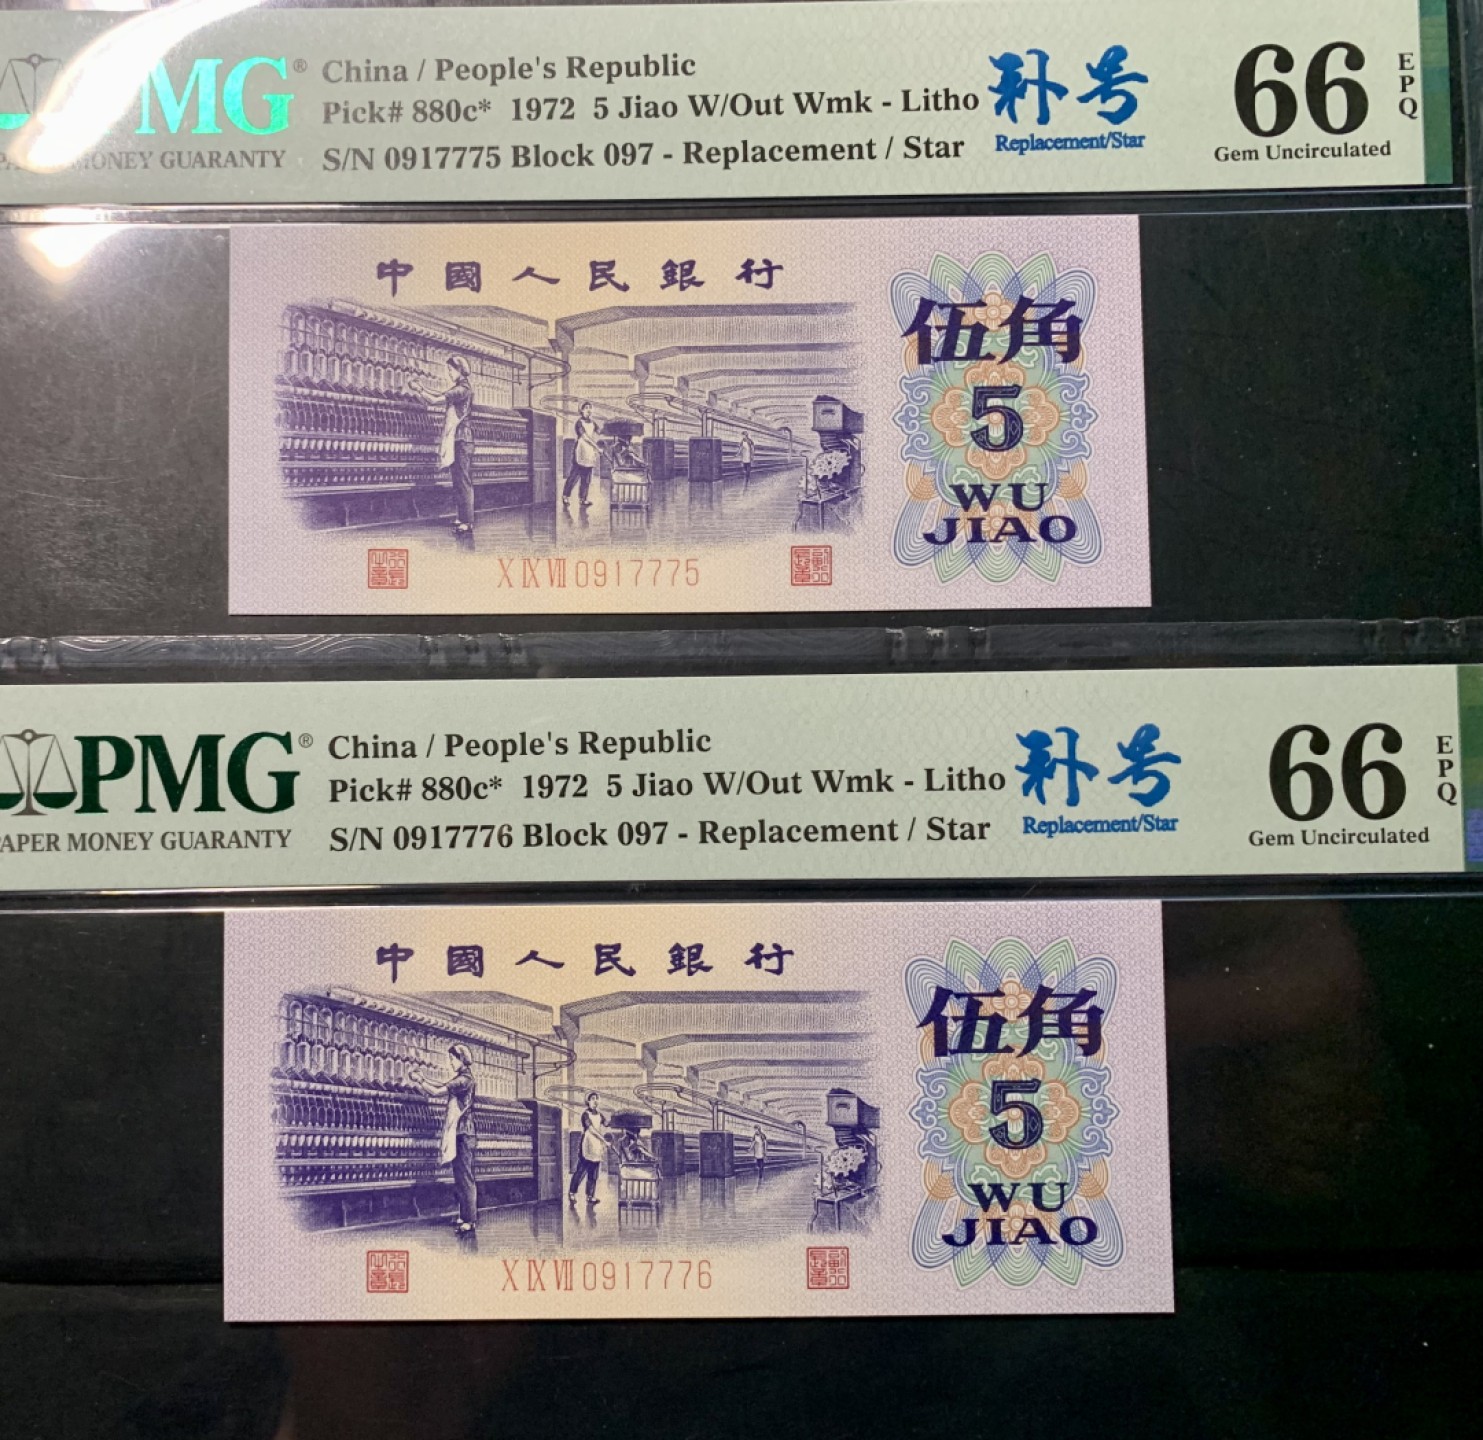 PMG®
MONEY GUARANTY
China / People's Republic
Pick# 880c* 1972 5 Jiao W/Out Wmk - Litho
S/N 0917775 Block 097 - Replacement / Star
补号
Replacement/Star
66
EPQ
Gem Uncirculated
中國人民銀行
伍角
5
WU
JIAO
X IX VII 0917775
PMG®
PAPER MONEY GUARANTY
China / People's Republic
Pick# 880c* 1972 5 Jiao W/Out Wmk - Litho
S/N 0917776 Block 097 - Replacement / Star
补号
Replacement/Star
66
EPQ
Gem Uncirculated
中國人民銀行
伍角
5
WU
JIAO
X IX VII 0917776